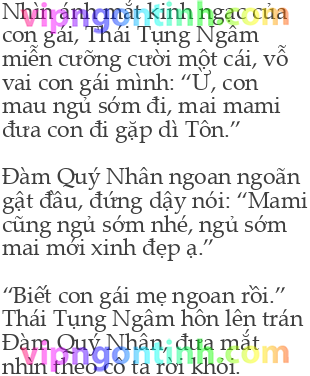 Nhìn ánh mắt kinh ngạc của
con gái, Thái Tụng Ngâm
miễn cưỡng cười một cái, vỗ
vai con gái mình: “Ừ, con
mau ngủ sớm đi, mai mami
đưa con đi gặp dì Tôn.”
Đàm Quý Nhân ngoan ngoãn
gật đầu, đứng dậy nói: “Mami
cũng ngủ sớm nhé, ngủ sớm
mai mới xinh đẹp ạ.”
“Biết con gái mẹ ngoan rồi.”
Thái Tụng Ngâm hôn lên trán
Đàm Quý Nhân, đưa mắt
nhìn theo cô ta rời khỏi.
vipngontinh.com
vipngontinh.com